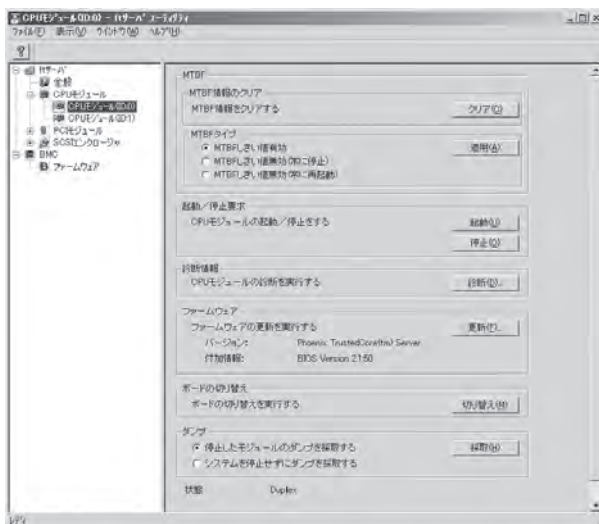 CPUモジュール(ID:0) - ftサーバ ユーティリティ
ファイル(F) 表示(V) ウィンドウ(W) ヘルプ(H)
ftサーバ
全般
CPUモジュール
CPUモジュール(ID:0)
CPUモジュール(ID:1)
PCIモジュール
SCSIエンクロージャ
BMC
ファームウェア
MTBF
MTBF情報のクリア
MTBF情報をクリアする
クリア(C)
MTBFタイプ
MTBFしきい値有効
MTBFしきい値無効(常に停止)
MTBFしきい値無効(常に再起動)
適用(A)
起動/停止要求
CPUモジュールの起動/停止をする
起動(U)
停止(O)
診断情報
CPUモジュールの診断を実行する
診断(D)...
ファームウェア
ファームウェアの更新を実行する
更新(F)...
バージョン: Phoenix TrustedCore(tm) Server
付加情報: BIOS Version 2.1:60
ボードの切り替え
ボードの切り替えを実行する
切り替え(W)
ダンプ
停止したモジュールのダンプを採取する
システムを停止せずにダンプを採取する
採取(H)
状態 Duplex
レディ